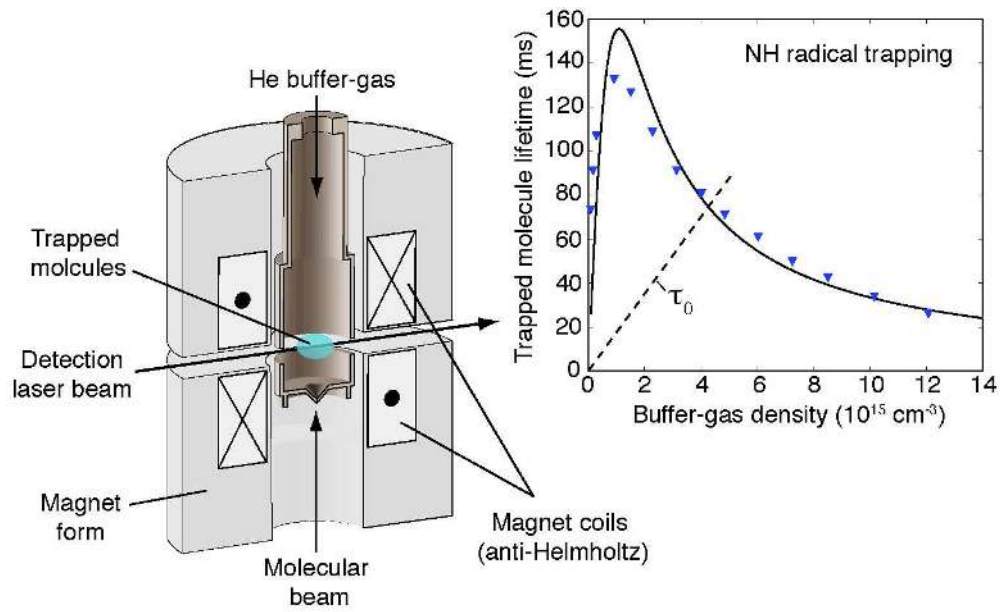 He buffer-gas
Trapped
molcules
Detection
laser beam
Magnet
form
Molecular
beam
Magnet coils
(anti-Helmholtz)
NH radical trapping
Trapped molecule lifetime (ms)
160
140
120
100
80
60
40
20
0
τ₀
0 2 4 6 8 10 12 14
Buffer-gas density (10¹⁵ cm⁻³)